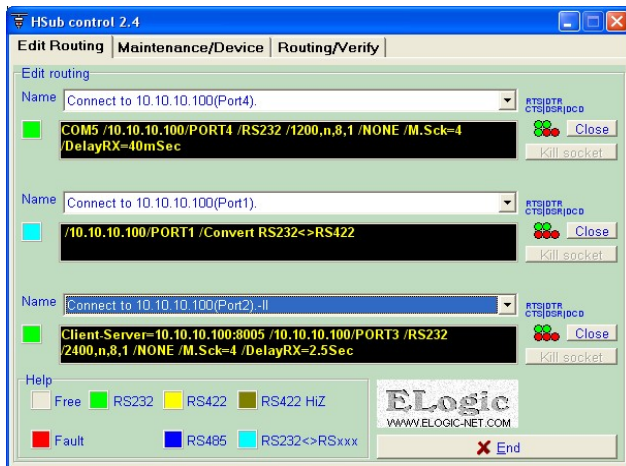 HSub control 2.4
Edit Routing Maintenance/Device Routing/Verify
Edit routing
Name Connect to 10.10.10.100(Port4).
RTS|DTR
CTS|DSR|DCD
COM5 /10.10.10.100/PORT4 /RS232 /1200,n,8,1 /NONE /M.Sck=4
/DelayRX=40mSec
Close
Kill socket
Name Connect to 10.10.10.100(Port1).
RTS|DTR
CTS|DSR|DCD
/10.10.10.100/PORT1 /Convert RS232<>RS422
Close
Kill socket
Name Connect to 10.10.10.100(Port2).-II
RTS|DTR
CTS|DSR|DCD
Client-Server=10.10.10.100:8005 /10.10.10.100/PORT3 /RS232
/2400,n,8,1 /NONE /M.Sck=4 /DelayRX=2.5Sec
Close
Kill socket
Help
Free RS232 RS422 RS422 HiZ
Fault RS485 RS232<>RSxxx
ELogic
WWW.ELOGIC-NET.COM
End